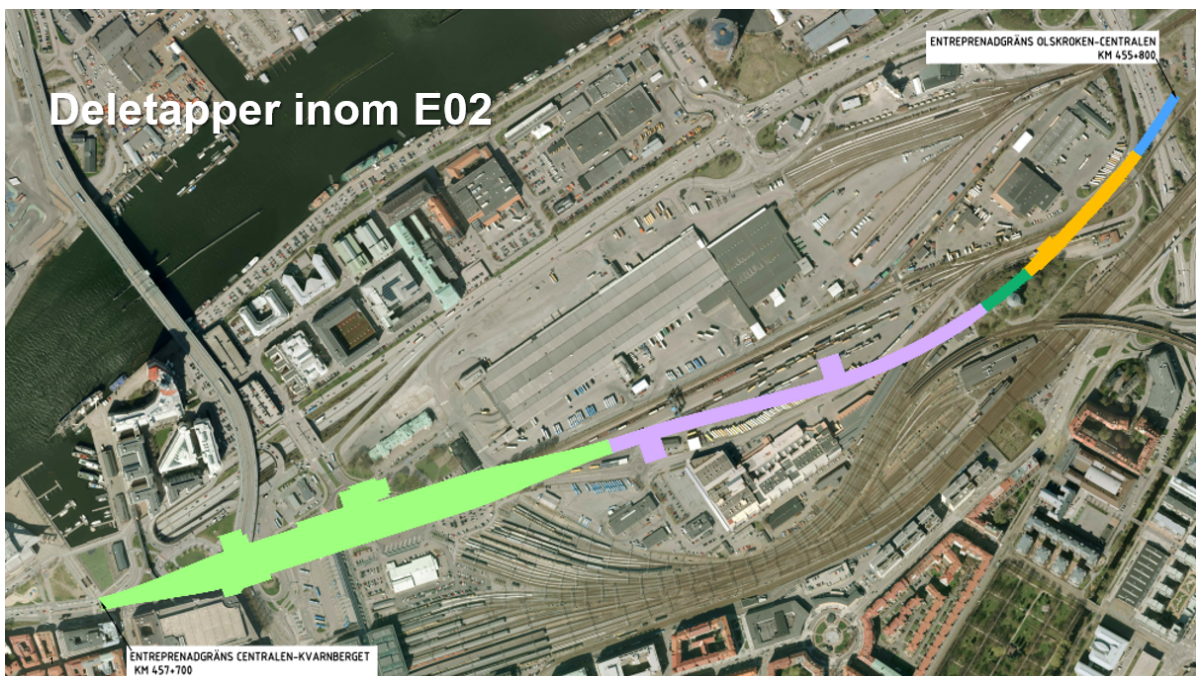 ENTREPRENADGRÄNS OLSKROKEN-CENTRALEN
KM 455+800
Deletapper inom E02
ENTREPRENADGRÄNS CENTRALEN-KVARNBERGET
KM 457+700